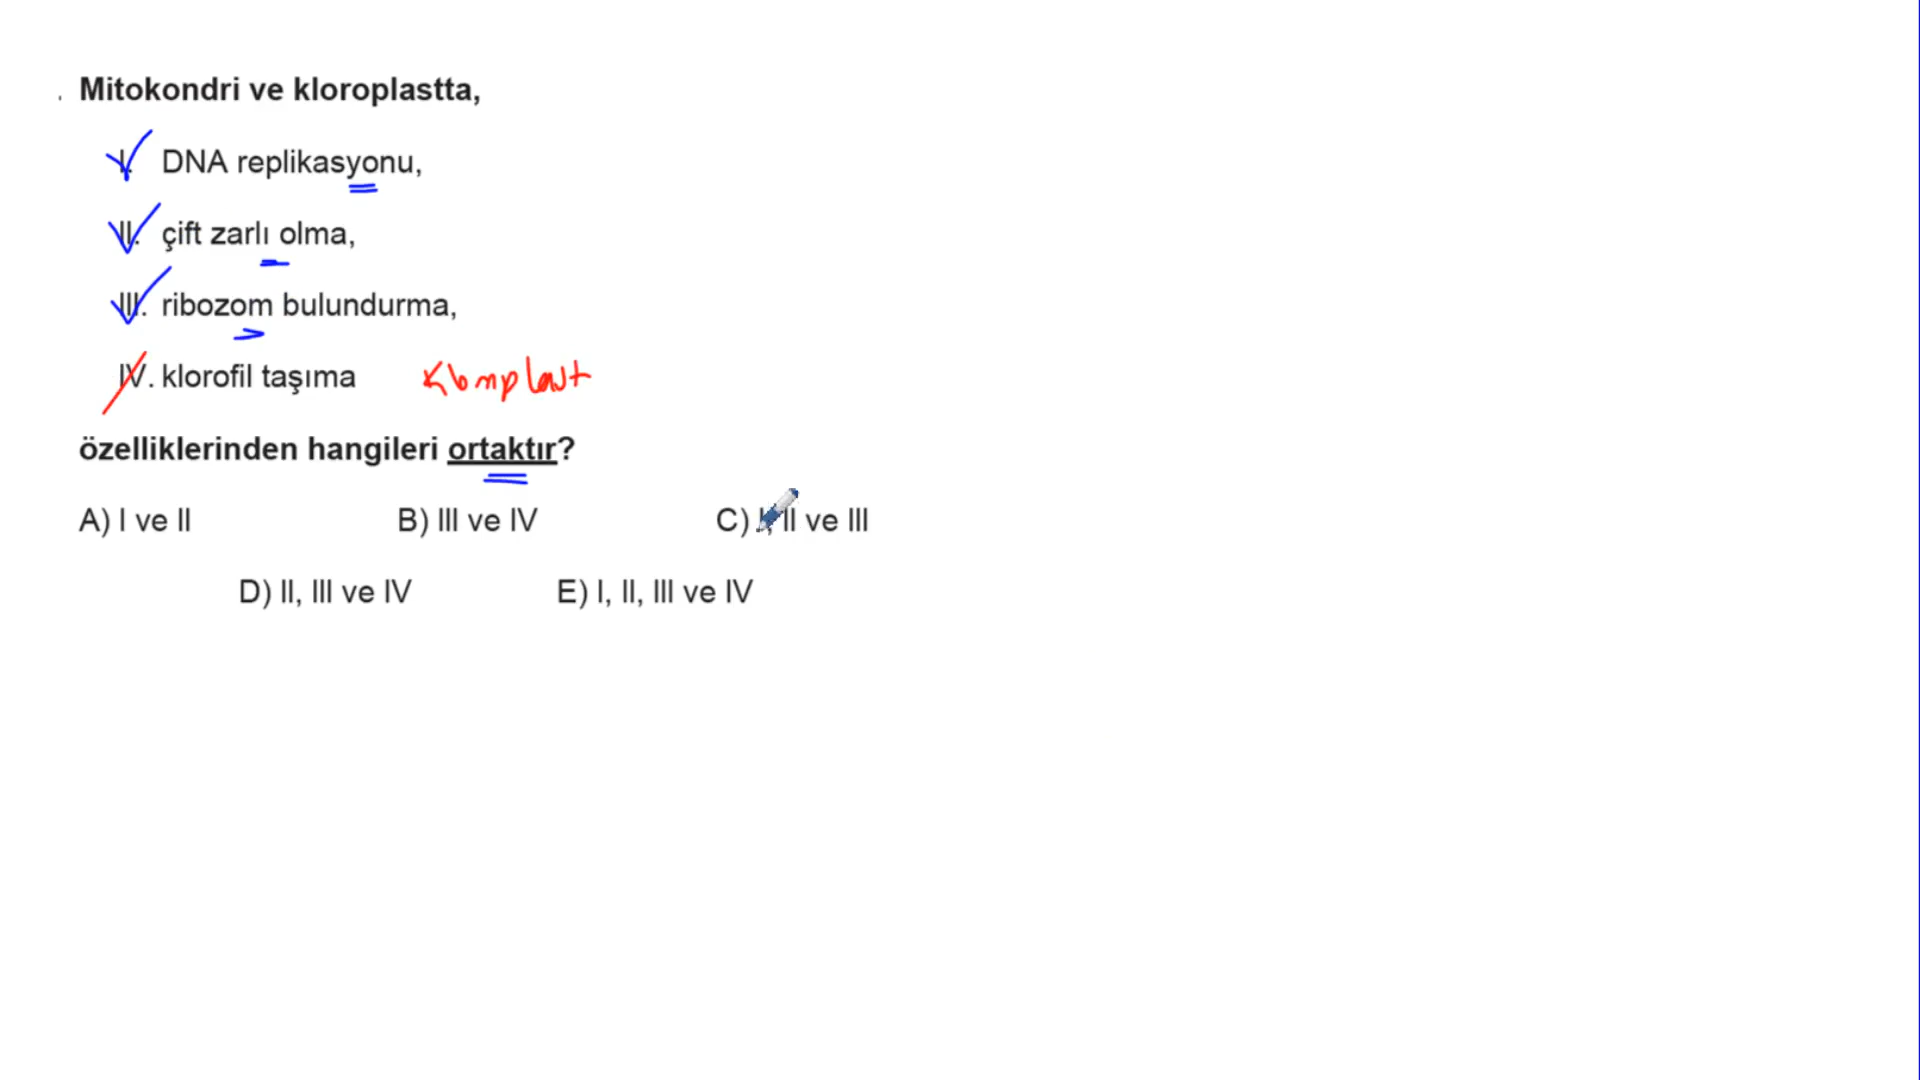 Mitokondri ve kloroplastta,
I. DNA replikasyonu,
II. çift zarlı olma,
III. ribozom bulundurma,
IV. klorofil taşıma Kloroplast
özelliklerinden hangileri ortaktır?
A) I ve II B) III ve IV C) I, II ve III
D) II, III ve IV E) I, II, III ve IV